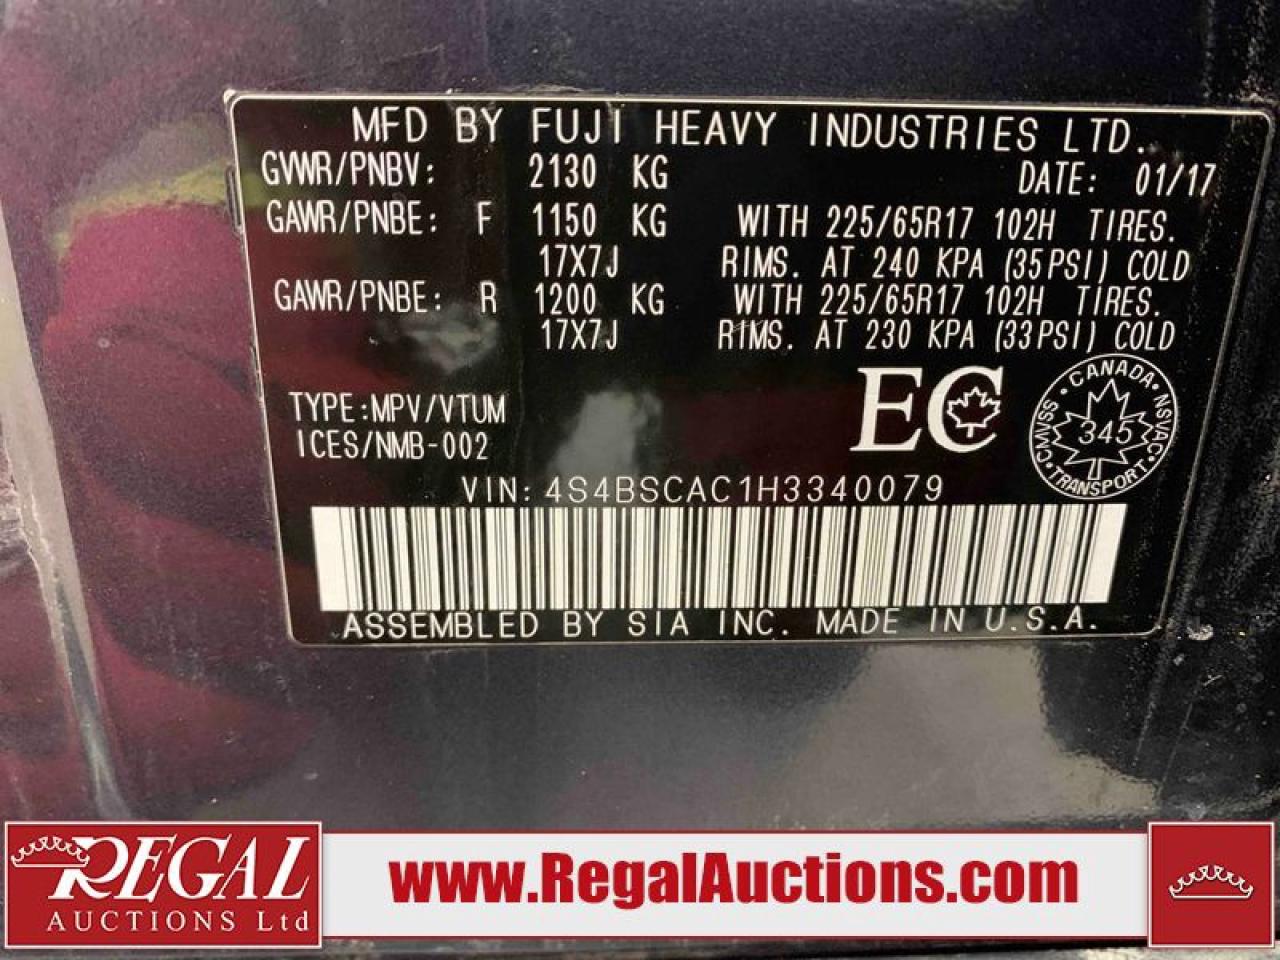 MFD BY FUJI HEAVY INDUSTRIES LTD.
GVWR/PNBV: 2130 KG DATE: 01/17
GAWR/PNBE: F 1150 KG WITH 225/65R17 102H TIRES.
17X7J RIMS. AT 240 KPA (35PSI) COLD
GAWR/PNBE: R 1200 KG WITH 225/65R17 102H TIRES.
17X7J RIMS. AT 230 KPA (33PSI) COLD
TYPE:MPV/VTUM
ICES/NMB-002
EC
CANADA
CMVSS 345 NSVAC
TRANSPORT
VIN: 4S4BSCAC1H3340079
ASSEMBLED BY SIA INC. MADE IN U.S.A.
REGAL
AUCTIONS Ltd
www.RegalAuctions.com